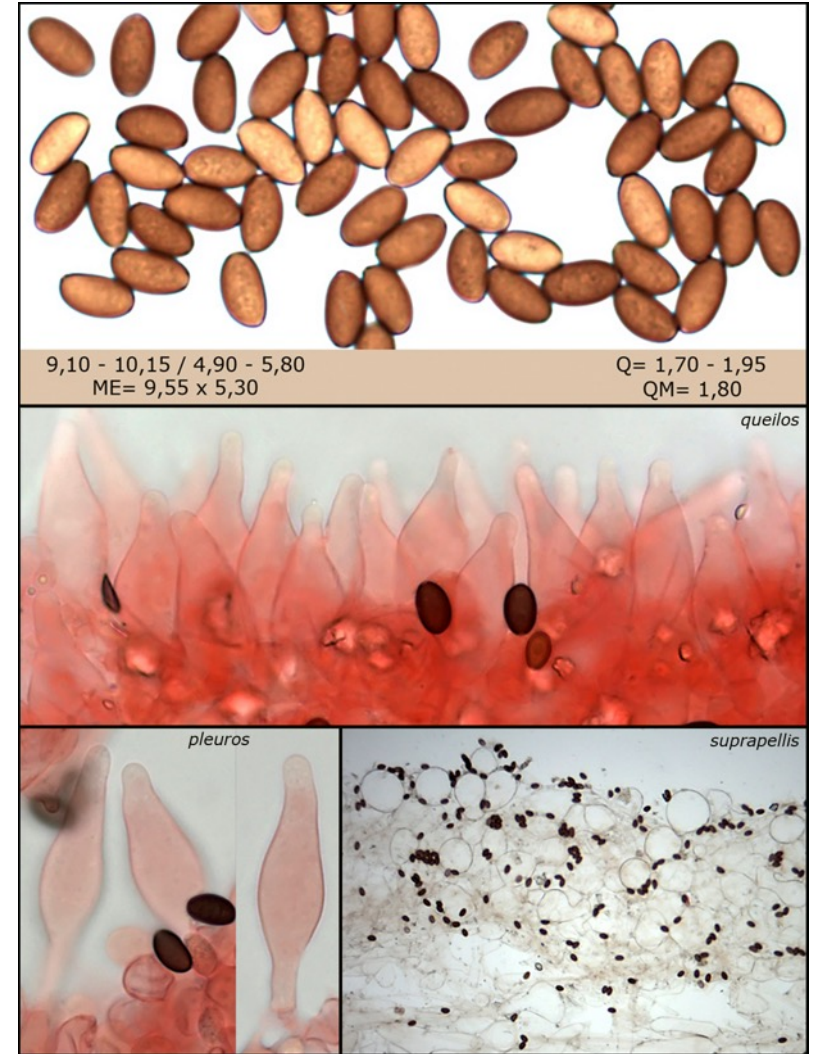 9,10 - 10,15 / 4,90 - 5,80
ME= 9,55 x 5,30
Q= 1,70 - 1,95
QM= 1,80
queilos
pleuros
suprapellis